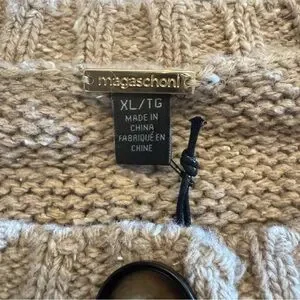 magaschoni
XL/TG
MADE IN
CHINA
FABRIQUÉ EN
CHINE